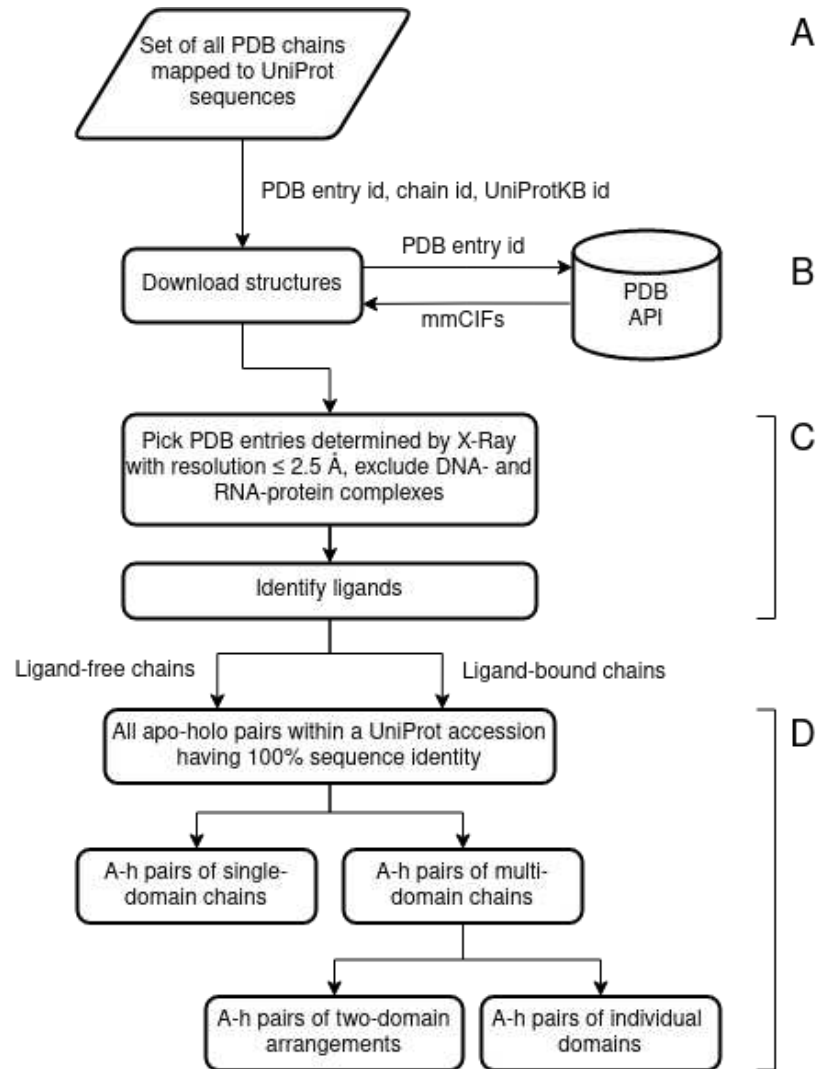 Set of all PDB chains
mapped to UniProt
sequences
A
PDB entry id, chain id, UniProtKB id
Download structures
PDB entry id
mmCIFs
PDB
API
B
Pick PDB entries determined by X-Ray
with resolution ≤ 2.5 Å, exclude DNA- and
RNA-protein complexes
C
Identify ligands
Ligand-free chains
Ligand-bound chains
All apo-holo pairs within a UniProt accession
having 100% sequence identity
D
A-h pairs of single-
domain chains
A-h pairs of multi-
domain chains
A-h pairs of two-domain
arrangements
A-h pairs of individual
domains